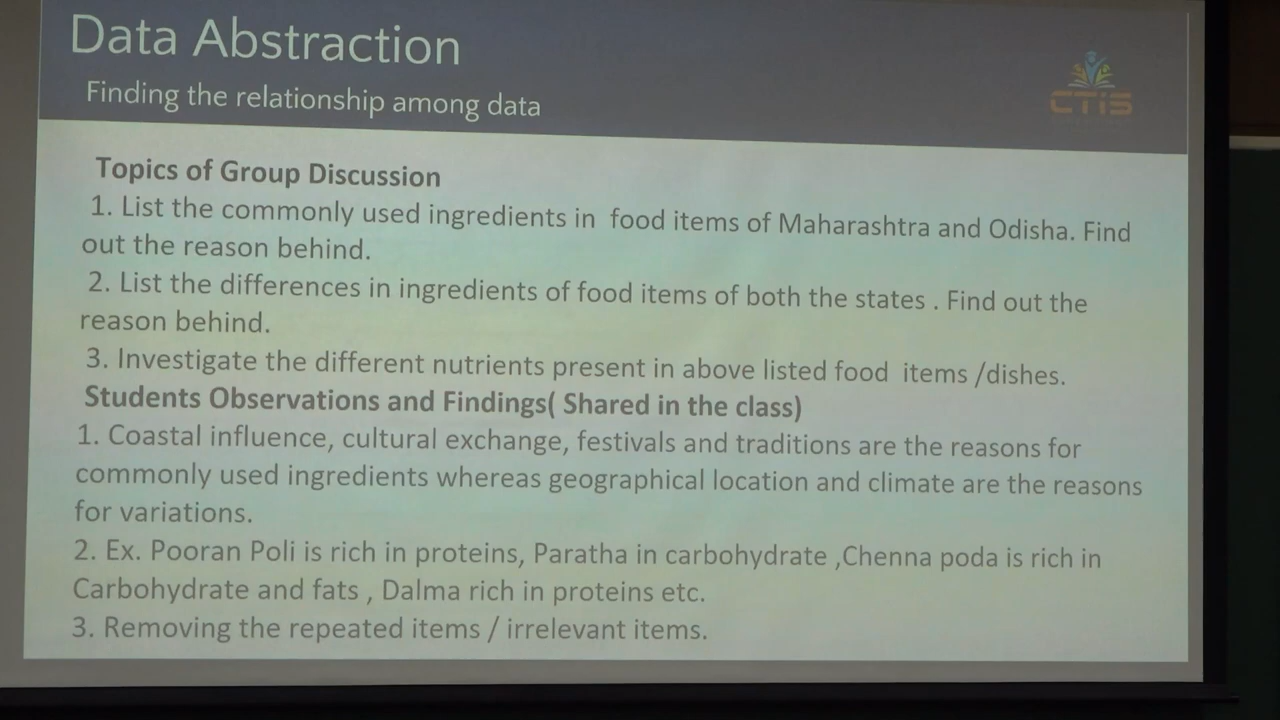 Data Abstraction
Finding the relationship among data
CTiS
Topics of Group Discussion
1. List the commonly used ingredients in food items of Maharashtra and Odisha. Find
out the reason behind.
2. List the differences in ingredients of food items of both the states . Find out the
reason behind.
3. Investigate the different nutrients present in above listed food items /dishes.
Students Observations and Findings( Shared in the class)
1. Coastal influence, cultural exchange, festivals and traditions are the reasons for
commonly used ingredients whereas geographical location and climate are the reasons
for variations.
2. Ex. Pooran Poli is rich in proteins, Paratha in carbohydrate ,Chenna poda is rich in
Carbohydrate and fats , Dalma rich in proteins etc.
3. Removing the repeated items / irrelevant items.